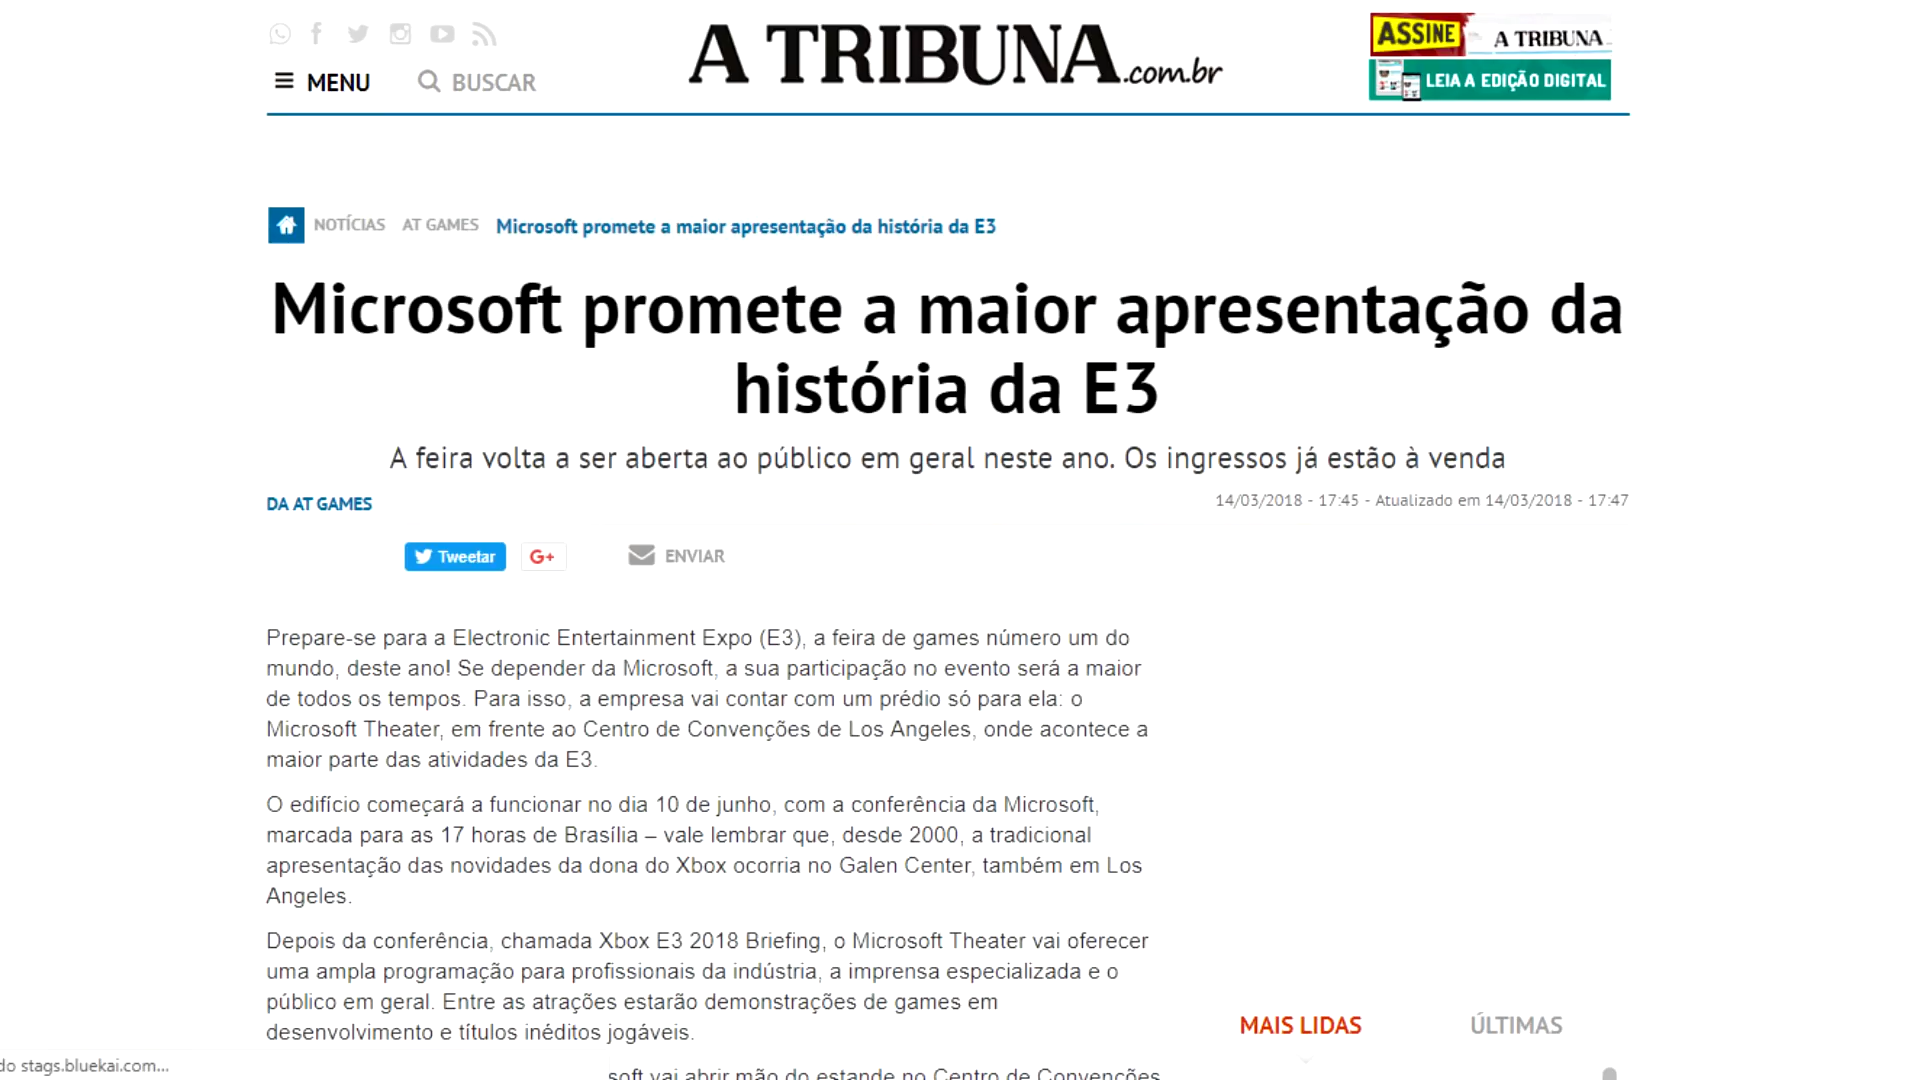 A TRIBUNA.com.br
ASSINE A TRIBUNA
LEIA A EDIÇÃO DIGITAL
MENU
BUSCAR
NOTÍCIAS AT GAMES Microsoft promete a maior apresentação da história da E3
Microsoft promete a maior apresentação da
história da E3
A feira volta a ser aberta ao público em geral neste ano. Os ingressos já estão à venda
DA AT GAMES
14/03/2018 - 17:45 - Atualizado em 14/03/2018 - 17:47
Tweetar
G+
ENVIAR
Prepare-se para a Electronic Entertainment Expo (E3), a feira de games número um do
mundo, deste ano! Se depender da Microsoft, a sua participação no evento será a maior
de todos os tempos. Para isso, a empresa vai contar com um prédio só para ela: o
Microsoft Theater, em frente ao Centro de Convenções de Los Angeles, onde acontece a
maior parte das atividades da E3.
O edifício começará a funcionar no dia 10 de junho, com a conferência da Microsoft,
marcada para as 17 horas de Brasília – vale lembrar que, desde 2000, a tradicional
apresentação das novidades da dona do Xbox ocorria no Galen Center, também em Los
Angeles.
Depois da conferência, chamada Xbox E3 2018 Briefing, o Microsoft Theater vai oferecer
uma ampla programação para profissionais da indústria, a imprensa especializada e o
público em geral. Entre as atrações estarão demonstrações de games em
desenvolvimento e títulos inéditos jogáveis.
MAIS LIDAS
ÚLTIMAS
do stags.bluekai.com...
soft vai abrir mão do estande no Centro de Convenções